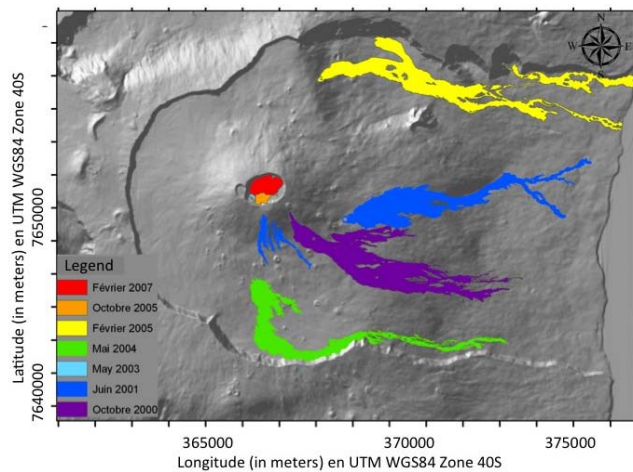 N
W E
S
Latitude (in meters) en UTM WGS84 Zone 40S
7650000
7640000
Legend
Février 2007
Octobre 2005
Février 2005
Mai 2004
May 2003
Juin 2001
Octobre 2000
365000 370000 375000
Longitude (in meters) en UTM WGS84 Zone 40S